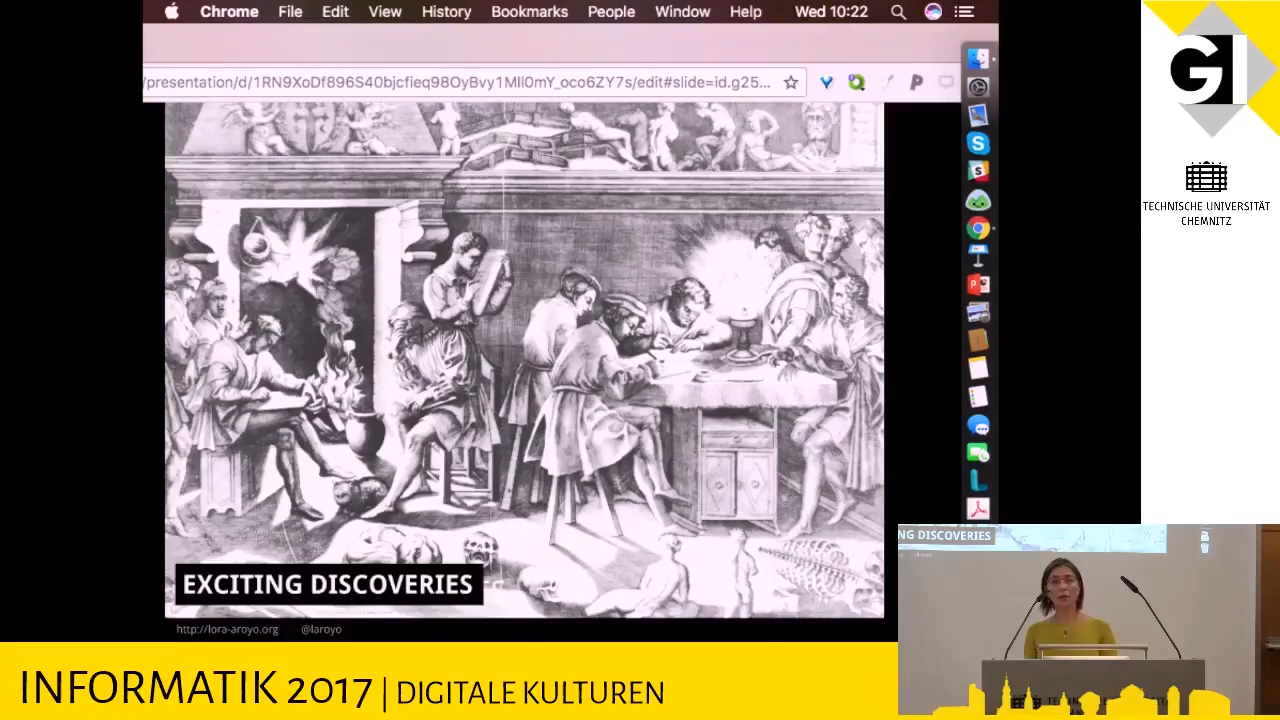 Chrome File Edit View History Bookmarks People Window Help Wed 10:22
/presentation/d/1RN9XoDf896S40bjcfieq98OyBvy1Mll0mY_oco6ZY7s/edit#slide=id.g25...
EXCITING DISCOVERIES
http://lora-aroyo.org @laroyo
GI
TECHNISCHE UNIVERSITÄT
CHEMNITZ
NG DISCOVERIES
INFORMATIK 2017 | DIGITALE KULTUREN